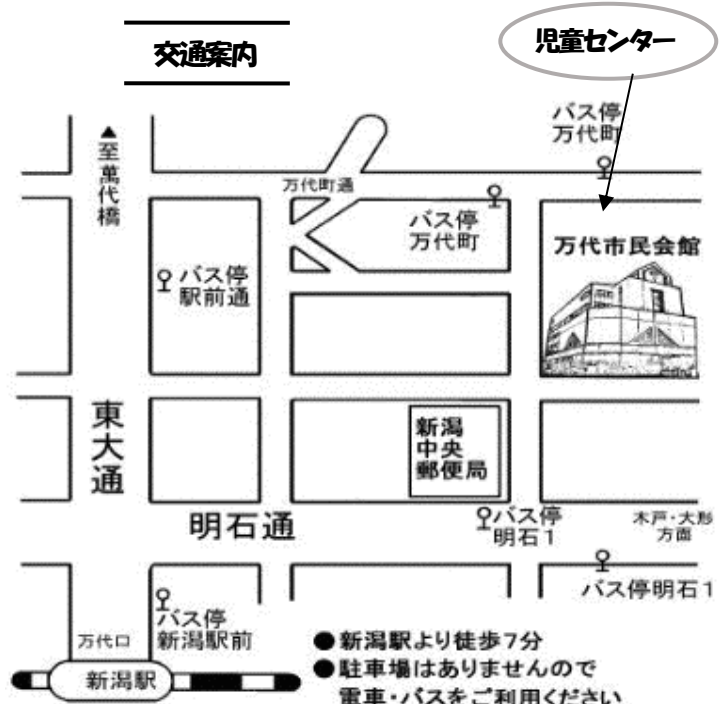 交通案内
児童センター
バス停
万代町
▲至萬代橋
万代町通
バス停
万代町
万代市民会館
バス停
駅前通
東大通
新潟
中央
郵便局
明石通
バス停
明石1
木戸・大形
方面
バス停明石1
バス停
新潟駅前
万代口
新潟駅
●新潟駅より徒歩7分
●駐車場はありませんので
電車・バスをご利用ください